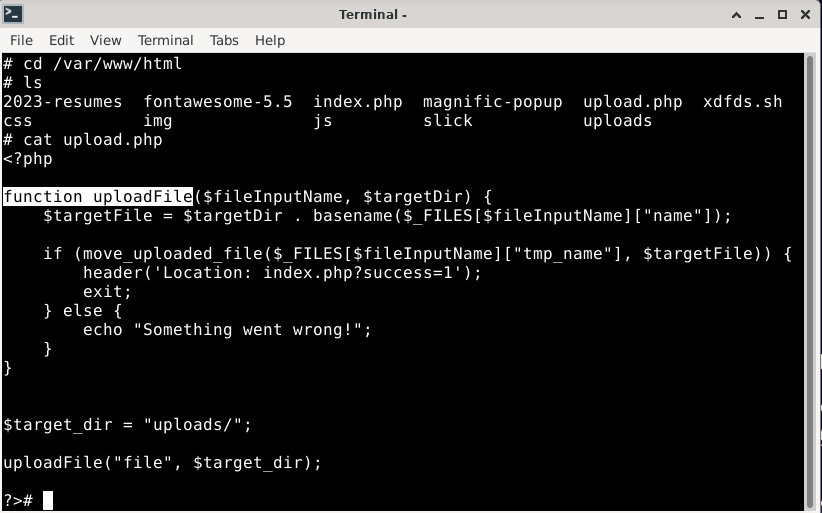 Terminal -
File Edit View Terminal Tabs Help
# cd /var/www/html
# ls
2023-resumes  fontawesome-5.5  index.php  magnific-popup  upload.php  xdfds.sh
css           img              js         slick           uploads
# cat upload.php
<?php

function uploadFile($fileInputName, $targetDir) {
    $targetFile = $targetDir . basename($_FILES[$fileInputName]["name"]);

    if (move_uploaded_file($_FILES[$fileInputName]["tmp_name"], $targetFile)) {
        header('Location: index.php?success=1');
        exit;
    } else {
        echo "Something went wrong!";
    }
}


$target_dir = "uploads/";

uploadFile("file", $target_dir);

?>#